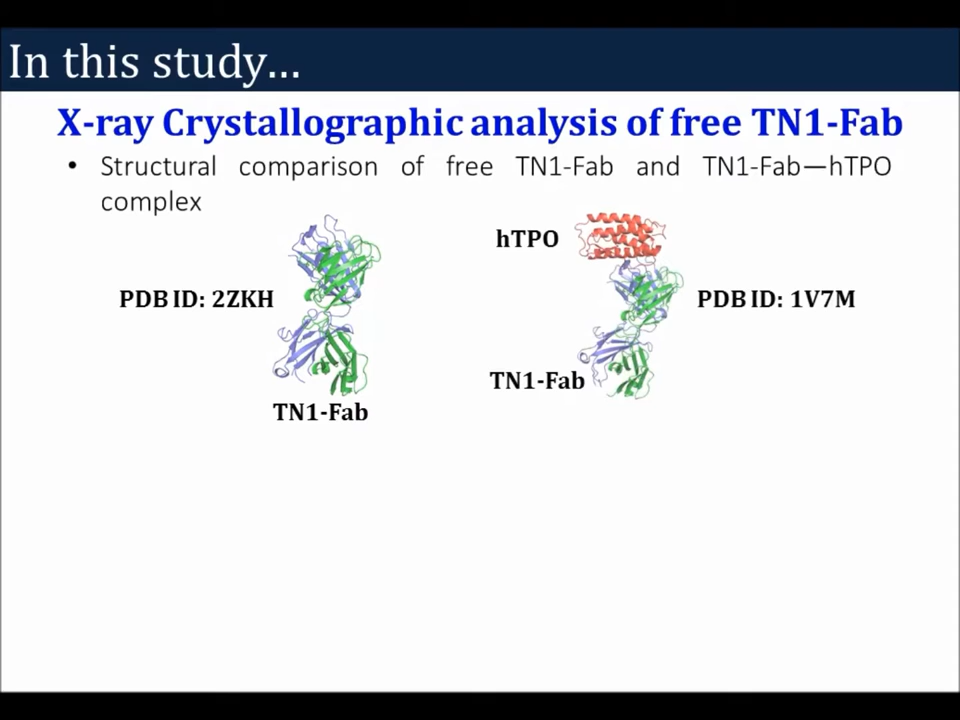 In this study...
X-ray Crystallographic analysis of free TN1-Fab
• Structural comparison of free TN1-Fab and TN1-Fab—hTPO
complex
hTPO
PDB ID: 2ZKH
PDB ID: 1V7M
TN1-Fab
TN1-Fab